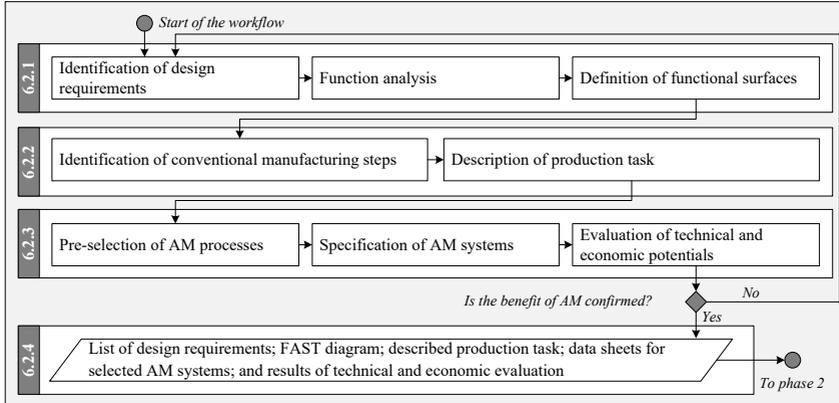 Start of the workflow
6.2.1
Identification of design
requirements
Function analysis
Definition of functional surfaces
6.2.2
Identification of conventional manufacturing steps
Description of production task
6.2.3
Pre-selection of AM processes
Specification of AM systems
Evaluation of technical and
economic potentials
Is the benefit of AM confirmed?
No
Yes
6.2.4
List of design requirements; FAST diagram; described production task; data sheets for
selected AM systems; and results of technical and economic evaluation
To phase 2